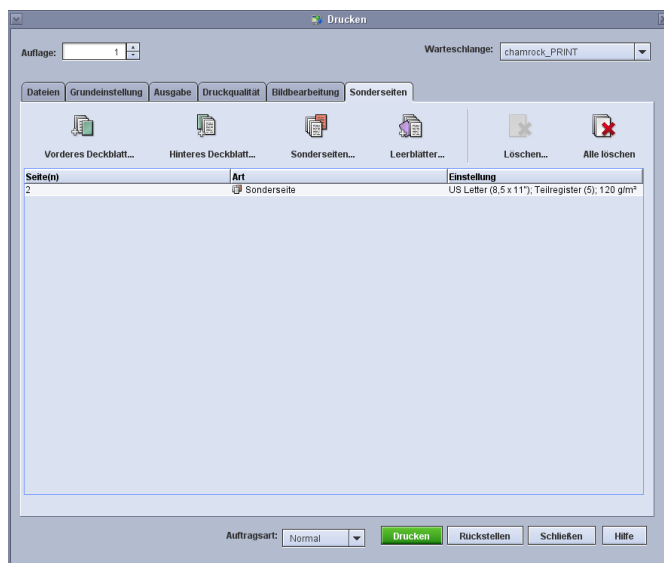 Drucken
Auflage: 1 Warteschlange: chamrock_PRINT
Dateien Grundeinstellung Ausgabe Druckqualität Bildbearbeitung Sonderseiten
Vorderes Deckblatt... Hinteres Deckblatt... Sonderseiten... Leerblätter... Löschen... Alle löschen
Seite(n) Art Einstellung
2 Sonderseite US Letter (8,5 x 11"); Teilregister (5); 120 g/m²
Auftragsart: Normal Drucken Rückstellen Schließen Hilfe